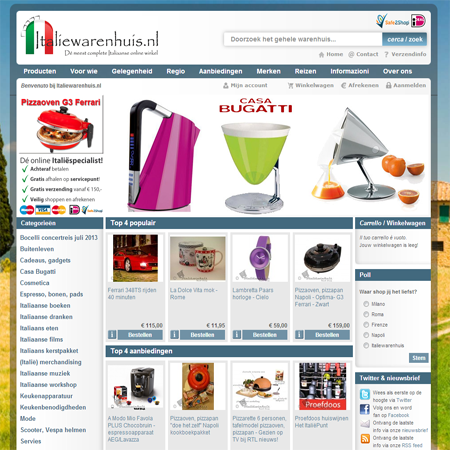 Italiewarenhuis.nl
Dé meest complete Italiaanse online winkel
Safe2Shop iDEAL
Doorzoek het gehele warenhuis... cerca / zoek
Home Contact Verzendinfo
Producten Voor wie Gelegenheid Regio Aanbiedingen Merken Reizen Informazioni Over ons
Benvenuto bij Italiewarenhuis.nl
Mijn account Winkelwagen Afrekenen Aanmelden
Pizzaoven G3 Ferrari
CASA
BUGATTI
Dé online Italiëspecialist!
Achteraf betalen
Gratis afhalen op servicepunt!
Gratis verzending vanaf € 150,-
Veilig shoppen en afrekenen
VISA
Categorieën
Bocelli concertreis juli 2013
Buitenleven
Cadeaus, gadgets
Casa Bugatti
Cosmetica
Espresso, bonen, pads
Italiaanse boeken
Italiaanse dranken
Italiaans eten
Italiaanse films
Italiaans kerstpakket
(Italië) merchandising
Italiaanse muziek
Italiaanse workshop
Keukenapparatuur
Keukenbenodigdheden
Mode
Scooter, Vespa helmen
Servies
Top 4 populair
Ferrari 348TS rijden 40 minuten
€ 115,00
i Bestellen
La Dolce Vita mok - Roma
€ 11,95
i Bestellen
Lambretta Paars horloge - Cielo
€ 59,00
i Bestellen
Pizzaoven, pizzapan Napoli - Optima- G3 Ferrari - Zwart
€ 159,00
i Bestellen
Top 4 aanbiedingen
A Modo Mio Favola PLUS Chocobruin - espressoapparaat AEG/Lavazza
Pizzaoven, pizzapan "doe het zelf" Napoli kookboekpakket
Pizzarette 6 personen, tafelmodel pizzaoven, pizzapan - Gezien op TV bij RTL nieuws!
Proefdoos
Proefdoos huiswijnen Het ItaliëPunt
Carrello / Winkelwagen
Il tuo carrello è vuoto.
Jouw winkelwagen is leeg!
Poll
Waar shop jij het liefst?
Milano
Roma
Firenze
Napoli
Italiewarenhuis
Stem
Twitter & nieuwsbrief
Wees als eerste op de hoogte via Twitter
Volg ons en word fan op Facebook
Ontvang de laatste info via nieuwsbrief
Ontvang de laatste info via RSS feed